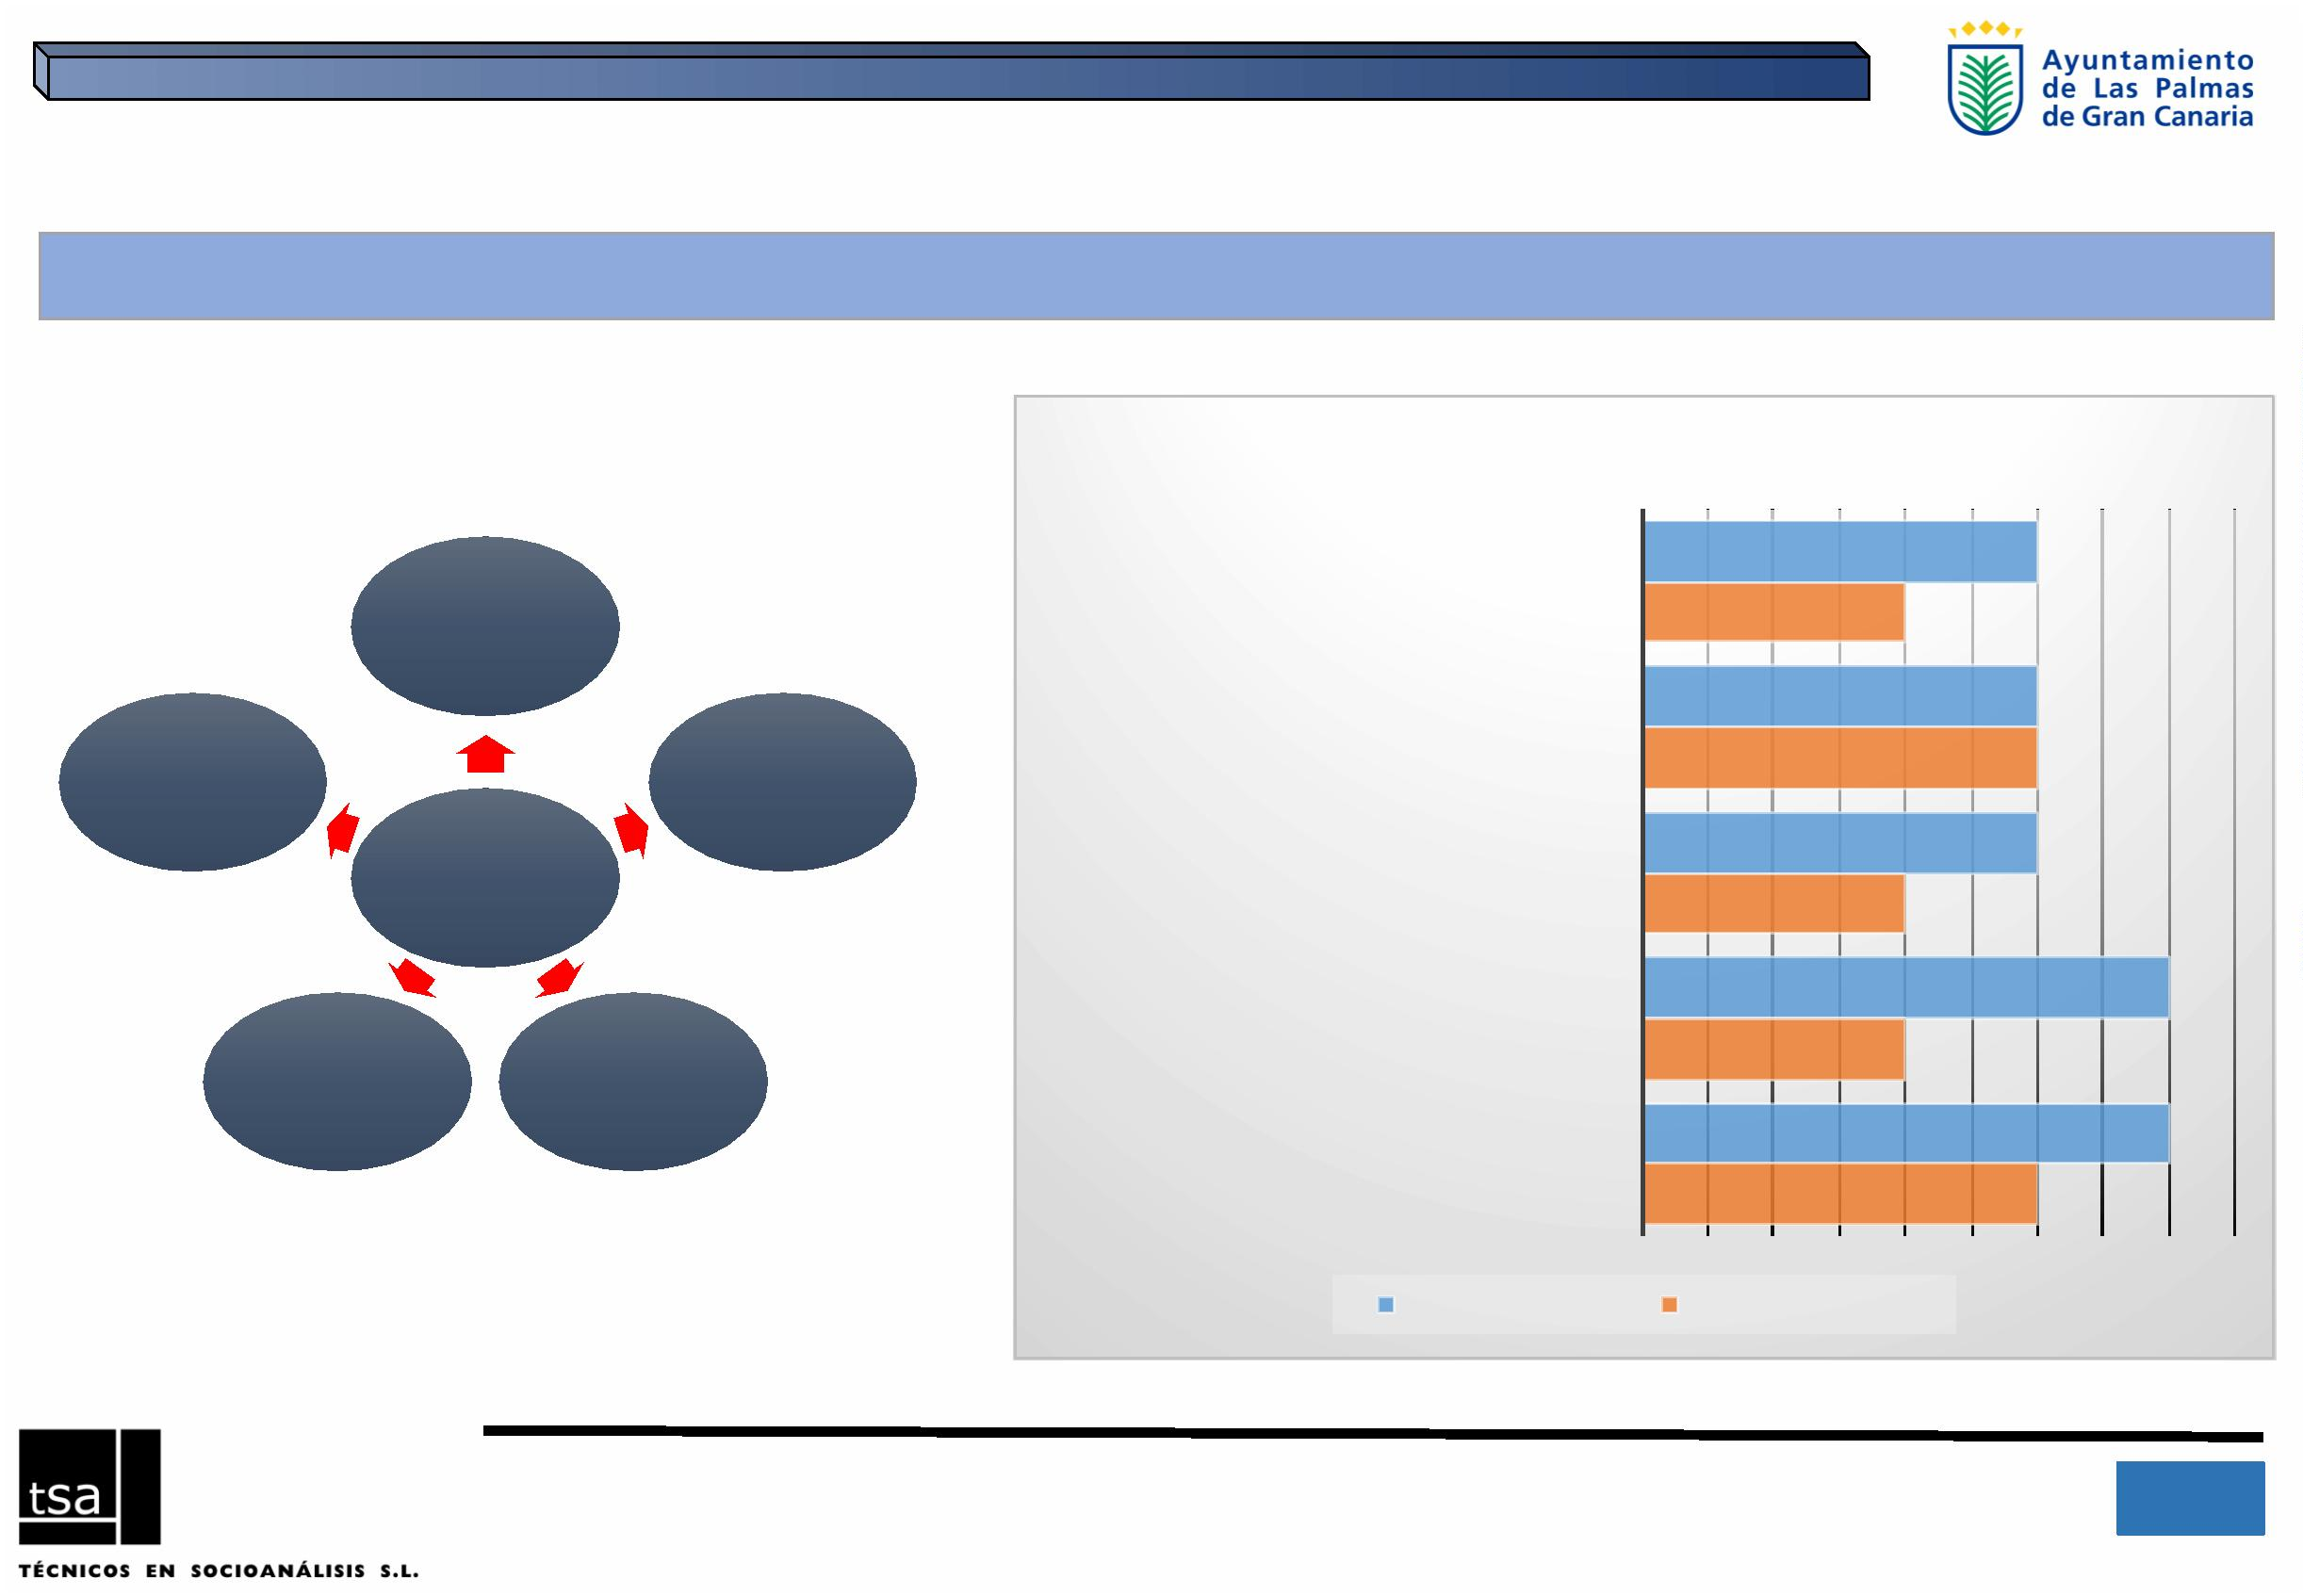 Ayuntamiento
de Las Palmas
de Gran Canaria
tsa
TÉCNICOS EN SOCIOANÁLISIS S.L.